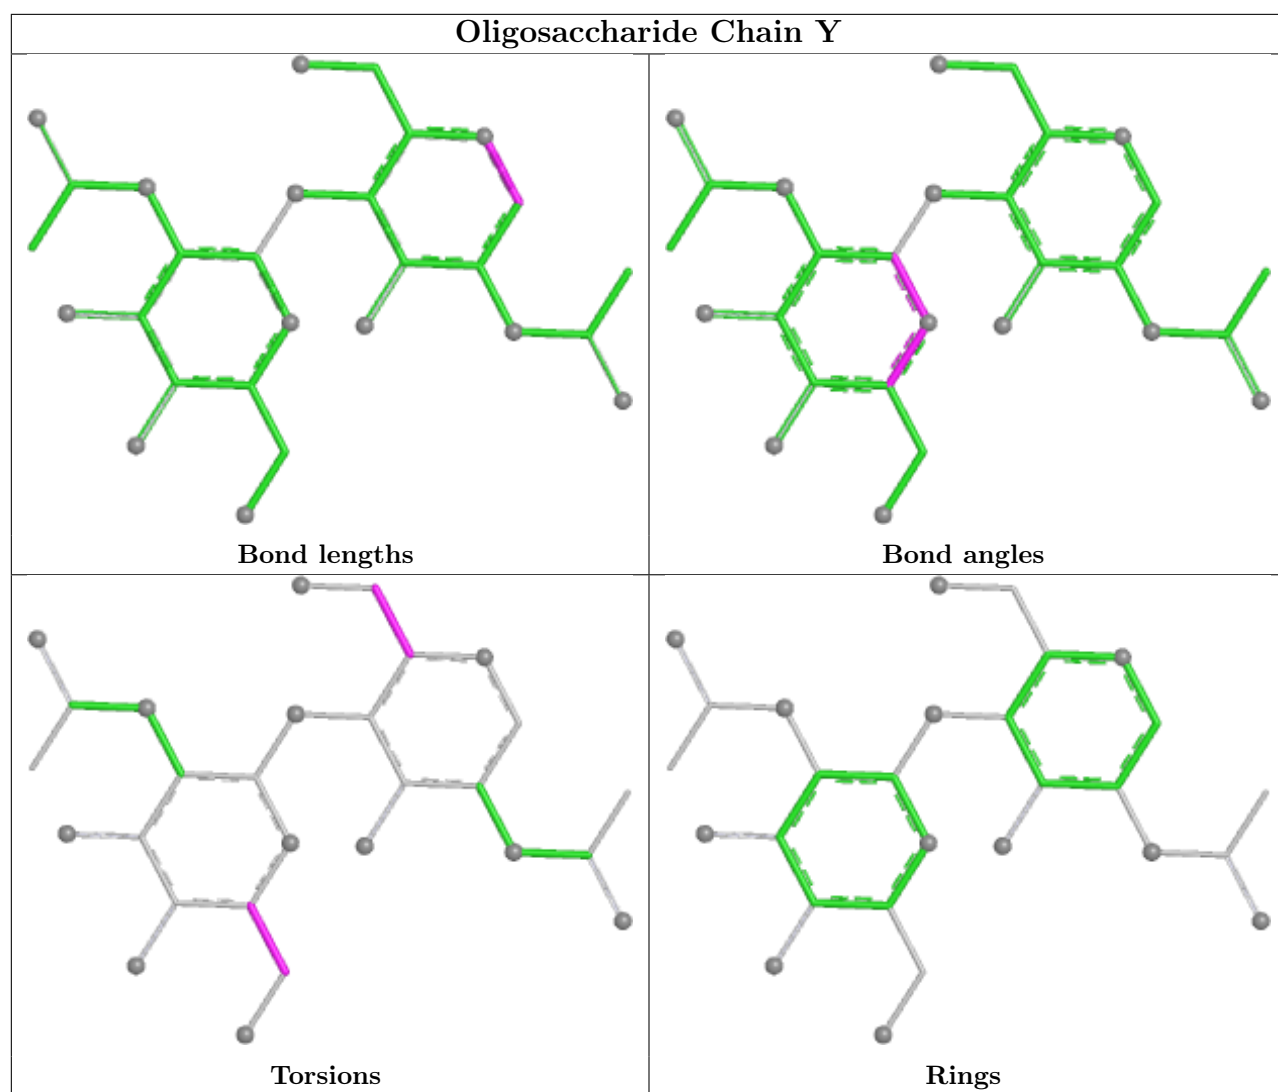 Oligosaccharide Chain Y
Bond lengths
Bond angles
Torsions
Rings